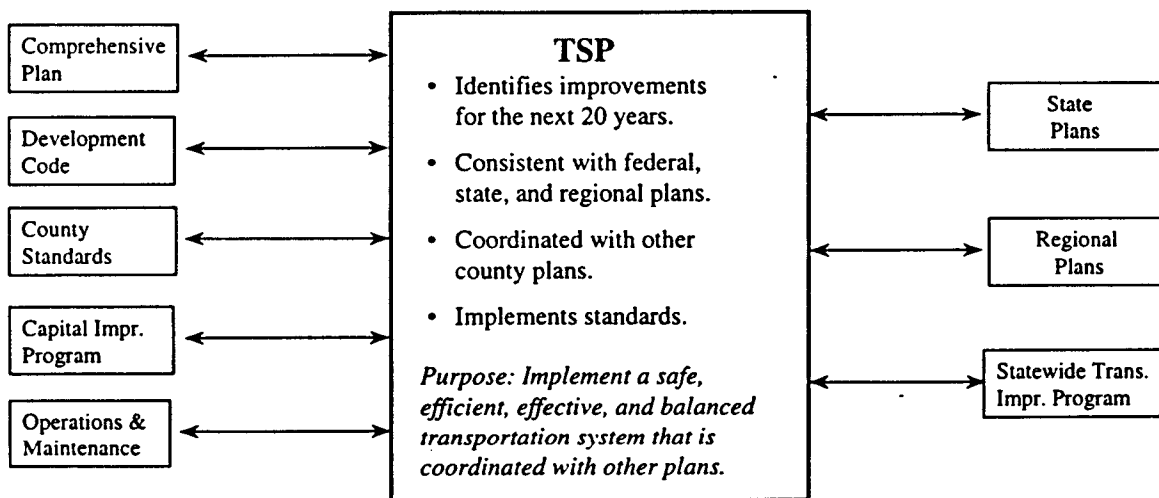 Comprehensive
Plan
Development
Code
County
Standards
Capital Impr.
Program
Operations &
Maintenance
TSP
• Identifies improvements
for the next 20 years.
• Consistent with federal,
state, and regional plans.
• Coordinated with other
county plans.
• Implements standards.
Purpose: Implement a safe,
efficient, effective, and balanced
transportation system that is
coordinated with other plans.
State
Plans
Regional
Plans
Statewide Trans.
Impr. Program